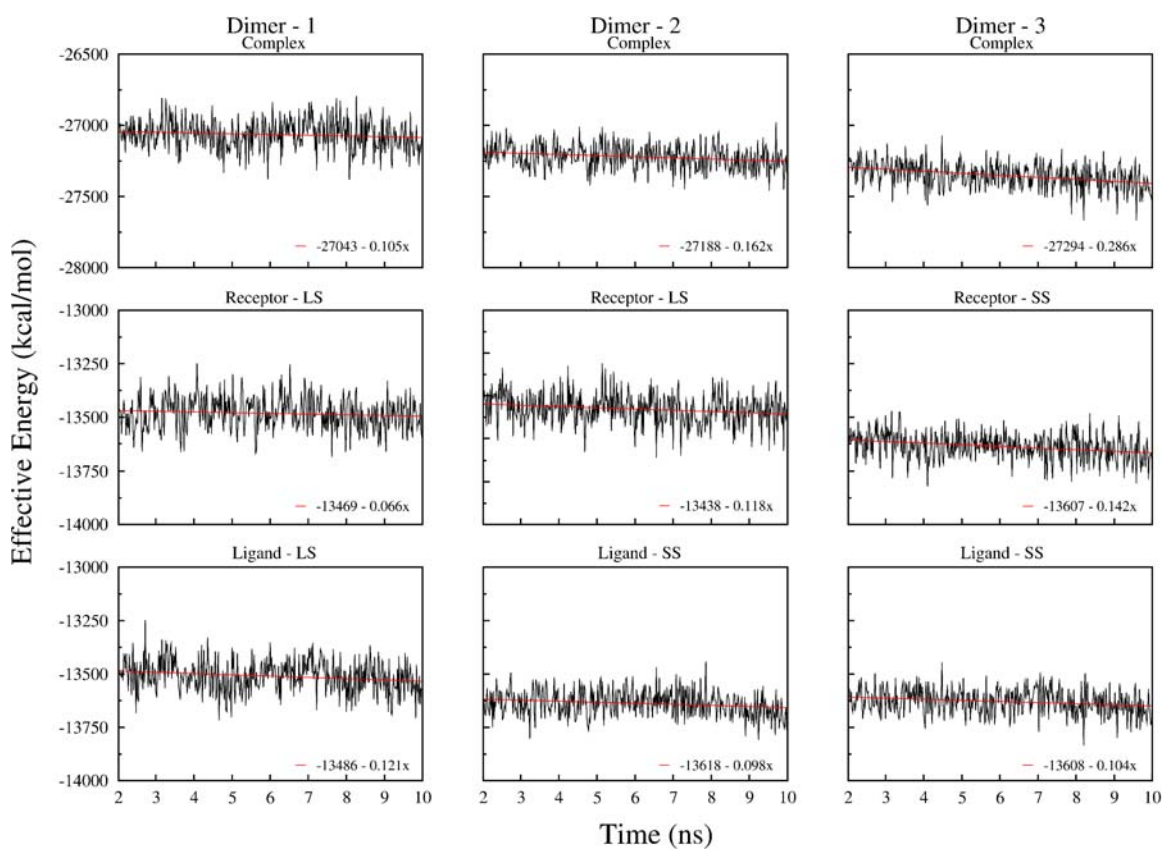 Dimer - 1
Complex
Dimer - 2
Complex
Dimer - 3
Complex
-26500
-27000
-27500
-28000
-27043 - 0.105x
-27188 - 0.162x
-27294 - 0.286x
Receptor - LS
Receptor - LS
Receptor - SS
-13000
-13250
-13500
-13750
-14000
-13469 - 0.066x
-13438 - 0.118x
-13607 - 0.142x
Ligand - LS
Ligand - SS
Ligand - SS
-13000
-13250
-13500
-13750
-14000
-13486 - 0.121x
-13618 - 0.098x
-13608 - 0.104x
2 3 4 5 6 7 8 9 10
2 3 4 5 6 7 8 9 10
2 3 4 5 6 7 8 9 10
Effective Energy (kcal/mol)
Time (ns)